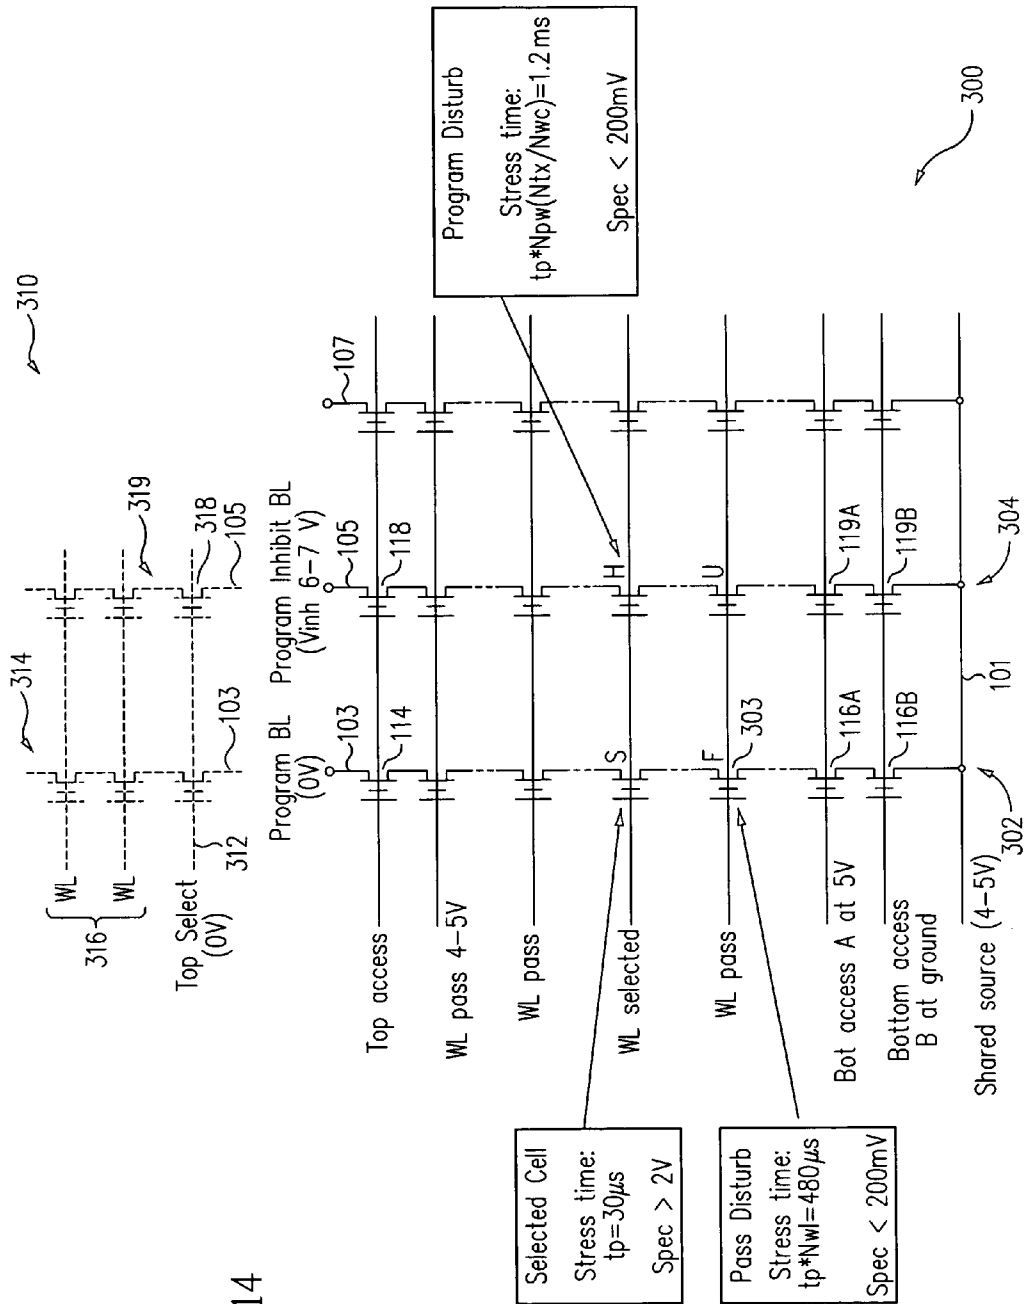 310
314
319
316
WL
WL
318
Top Select
(0V)
312
103
105
Program BL
(0V)
Program Inhibit BL
(Vinh 6-7 V)
103
105
107
Top access
114
118
WL pass 4-5V
WL pass
WL selected
S
H
WL pass
F
U
303
Bot access A at 5V
116A
119A
Bottom access
B at ground
116B
119B
Shared source (4-5V)
302
101
304
300
Program Disturb
Stress time:
tp*Npw(Ntx/Nwc)=1.2ms
Spec < 200mV
Selected Cell
Stress time:
tp=30μs
Spec > 2V
Pass Disturb
Stress time:
tp*Nwl=480μs
Spec < 200mV
14